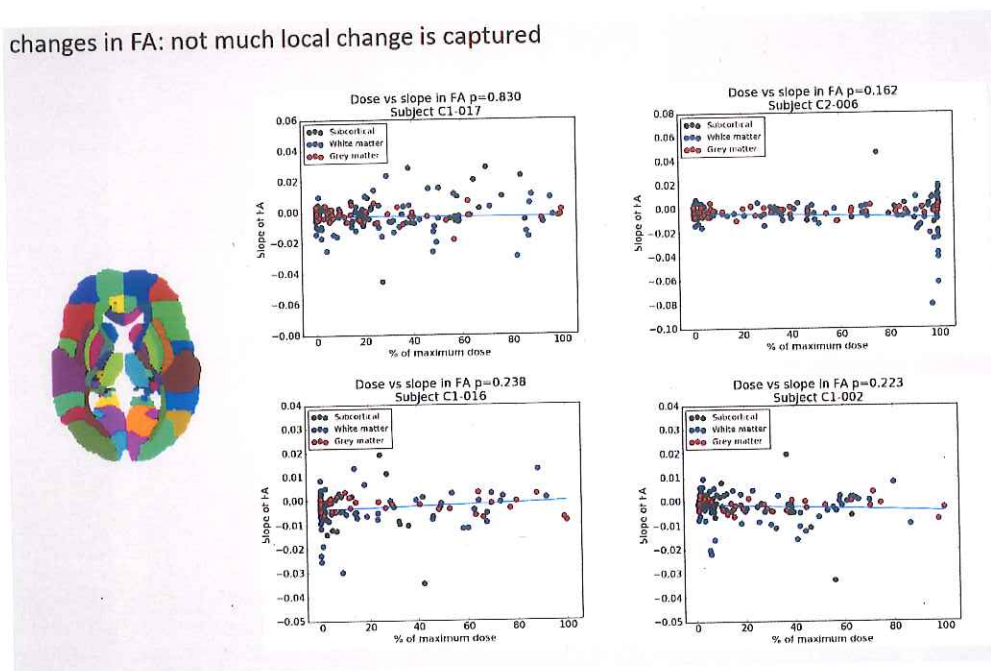 changes in FA: not much local change is captured
Dose vs slope in FA p=0.830
Subject C1-017
Subcortical
White matter
Grey matter
0.06
0.04
0.02
0.00
−0.02
−0.04
−0.06
−0.08
Slope of FA
0 20 40 60 80 100
% of maximum dose
Dose vs slope in FA p=0.162
Subject C2-006
Subcortical
White matter
Grey matter
0.08
0.06
0.04
0.02
0.00
−0.02
−0.04
−0.06
−0.08
−0.10
Slope of FA
0 20 40 60 80 100
% of maximum dose
Dose vs slope in FA p=0.238
Subject C1-016
Subcortical
White matter
Grey matter
0.04
0.03
0.02
0.01
0.00
−0.01
−0.02
−0.03
−0.04
−0.05
Slope of FA
0 20 40 60 80 100
% of maximum dose
Dose vs slope in FA p=0.223
Subject C1-002
Subcortical
White matter
Grey matter
0.04
0.03
0.02
0.01
0.00
−0.01
−0.02
−0.03
−0.04
−0.05
Slope of FA
0 20 40 60 80 100
% of maximum dose